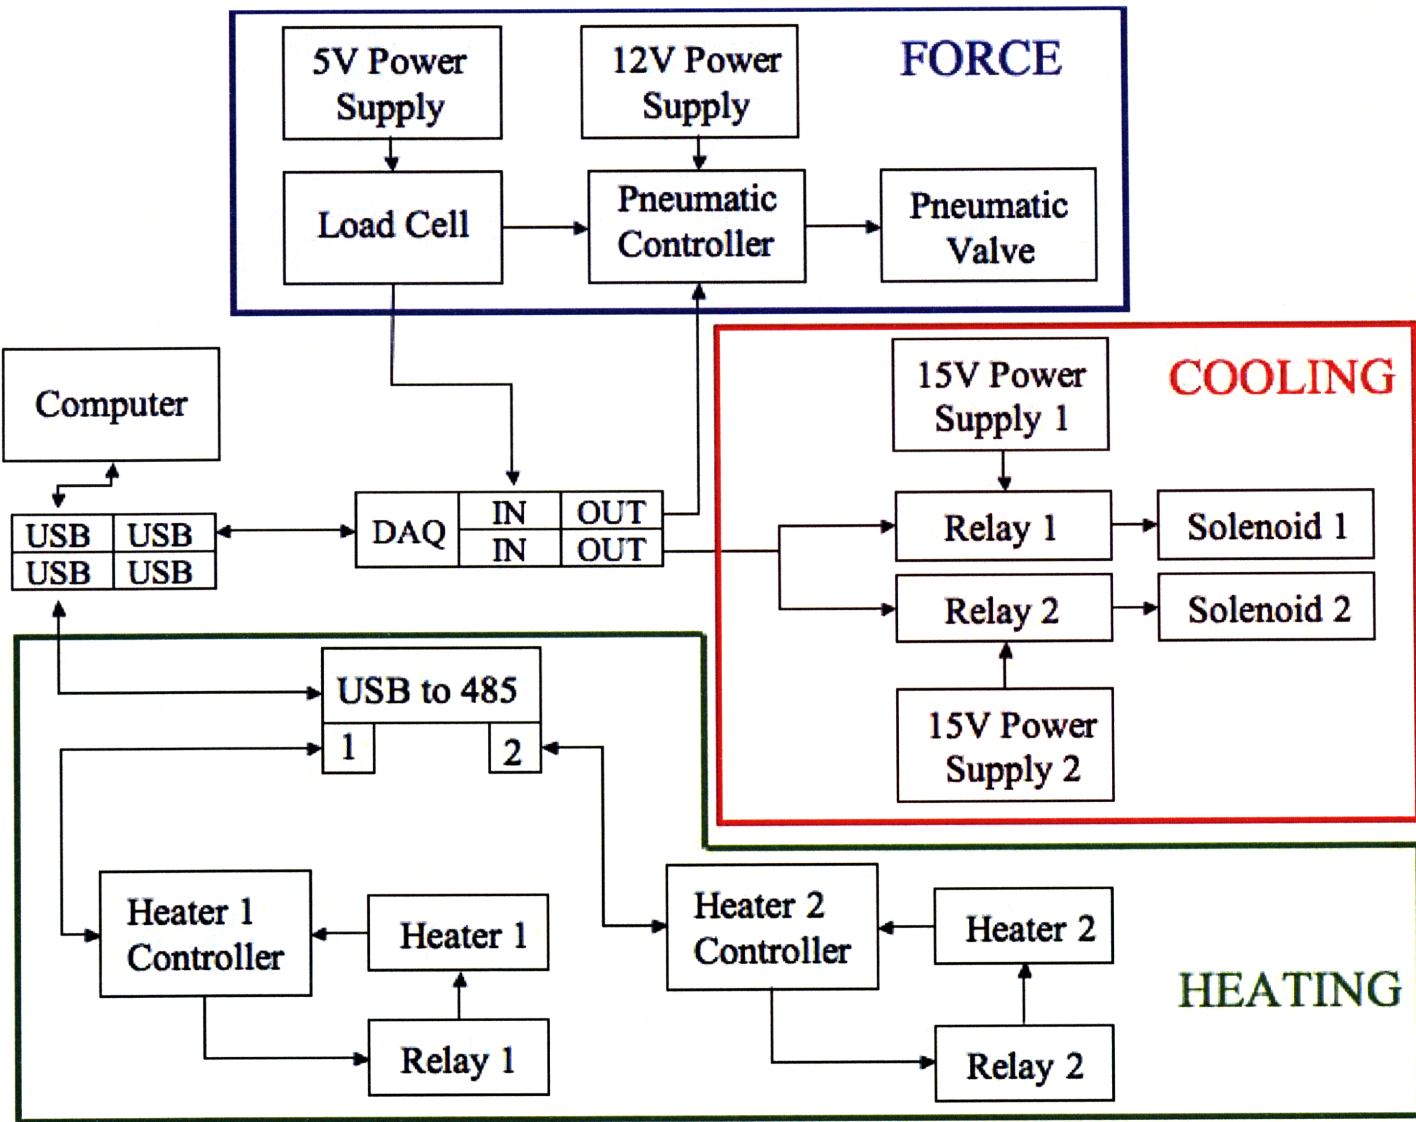 5V Power
Supply
12V Power
Supply
FORCE
Load Cell
Pneumatic
Controller
Pneumatic
Valve
Computer
15V Power
Supply 1
COOLING
USB USB
USB USB
DAQ
IN OUT
IN OUT
Relay 1
Solenoid 1
Relay 2
Solenoid 2
15V Power
Supply 2
USB to 485
1
2
Heater 1
Controller
Heater 1
Relay 1
Heater 2
Controller
Heater 2
Relay 2
HEATING